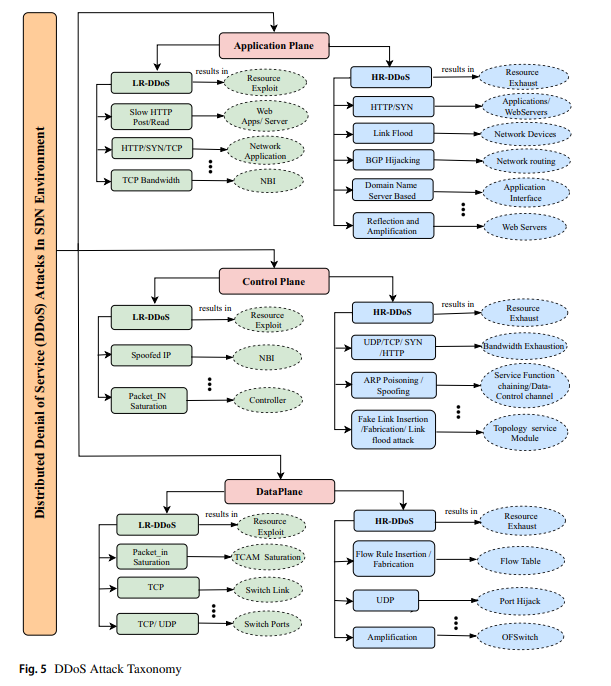 Distributed Denial of Service (DDoS) Attacks In SDN Environment
Application Plane
LR-DDoS
results in
Resource
Exploit
Slow HTTP
Post/Read
Web
Apps/ Server
HTTP/SYN/TCP
Network
Application
TCP Bandwidth
NBI
HR-DDoS
results in
Resource
Exhaust
HTTP/SYN
Applications/
WebServers
Link Flood
Network Devices
BGP Hijacking
Network routing
Domain Name
Server Based
Application
Interface
Reflection and
Amplification
Web Servers
Control Plane
LR-DDoS
results in
Resource
Exploit
Spoofed IP
NBI
Packet_IN
Saturation
Controller
HR-DDoS
results in
Resource
Exhaust
UDP/TCP/ SYN
/HTTP
Bandwidth Exhaustion
ARP Poisoning /
Spoofing
Service Function
chaining/Data-
Control channel
Fake Link Insertion
/Fabrication/ Link
flood attack
Topology service
Module
DataPlane
LR-DDoS
results in
Resource
Exploit
Packet_in
Saturation
TCAM Saturation
TCP
Switch Link
TCP/ UDP
Switch Ports
HR-DDoS
results in
Resource
Exhaust
Flow Rule Insertion /
Fabrication
Flow Table
UDP
Port Hijack
Amplification
OFSwitch
Fig. 5 DDoS Attack Taxonomy